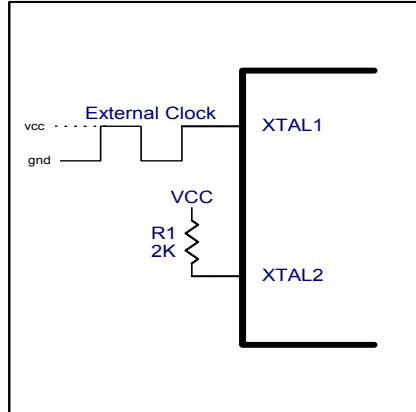 External Clock
vcc
gnd
XTAL1
VCC
R1
2K
XTAL2